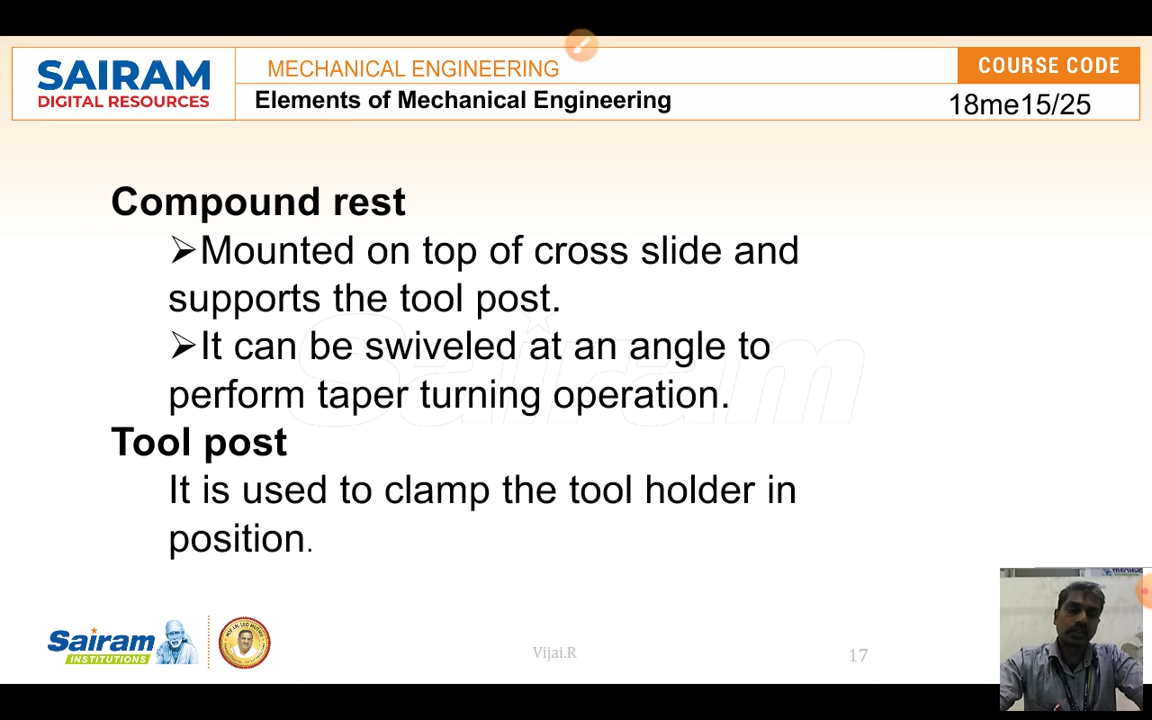 SAIRAM
DIGITAL RESOURCES
MECHANICAL ENGINEERING
Elements of Mechanical Engineering
COURSE CODE
18me15/25
Compound rest
➢Mounted on top of cross slide and
supports the tool post.
➢It can be swiveled at an angle to
perform taper turning operation.
Sairam
Tool post
It is used to clamp the tool holder in
position.
Sairam
INSTITUTIONS
Vijai.R
17